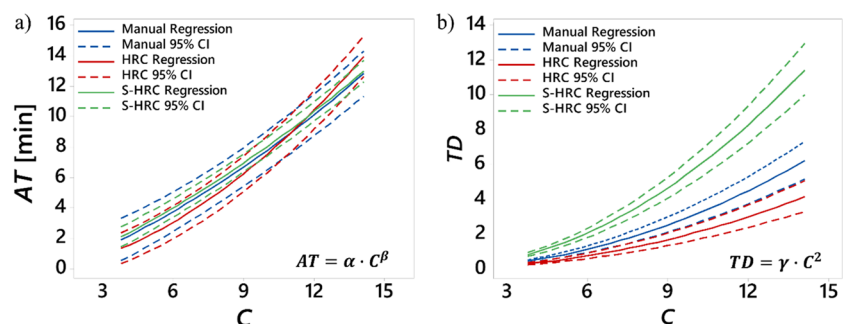 a)
16
14
12
10
8
6
4
2
0
AT [min]
Manual Regression
Manual 95% CI
HRC Regression
HRC 95% CI
S-HRC Regression
S-HRC 95% CI
AT = α · C^β
3 6 9 12 15
C
b)
14
12
10
8
6
4
2
0
TD
Manual Regression
Manual 95% CI
HRC Regression
HRC 95% CI
S-HRC Regression
S-HRC 95% CI
TD = γ · C²
3 6 9 12 15
C